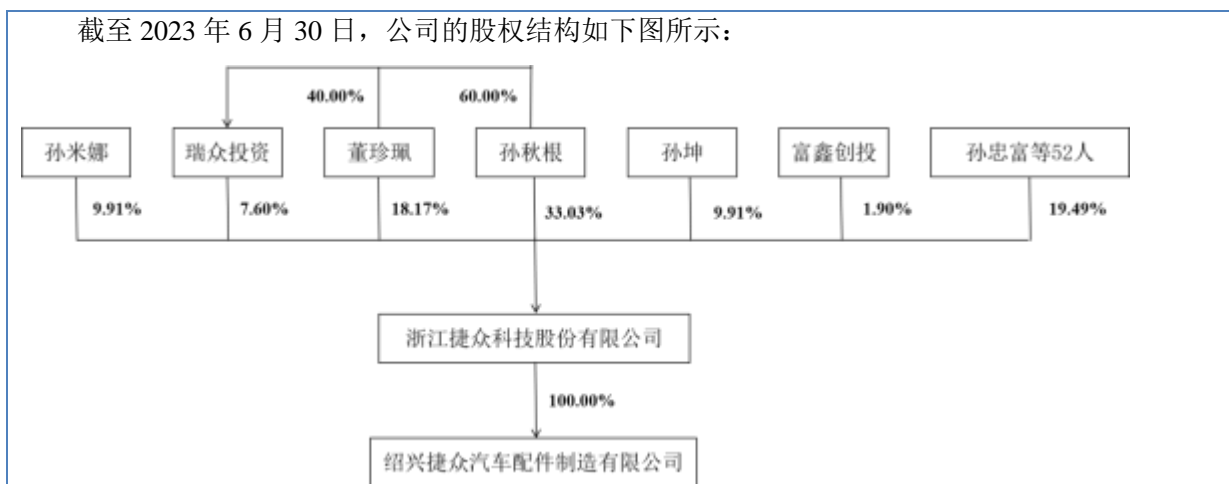 截至 2023 年 6 月 30 日，公司的股权结构如下图所示：
40.00% 60.00%
孙米娜 瑞众投资 董珍珮 孙秋根 孙坤 富鑫创投 孙忠富等52人
9.91% 7.60% 18.17% 33.03% 9.91% 1.90% 19.49%
浙江捷众科技股份有限公司
100.00%
绍兴捷众汽车配件制造有限公司